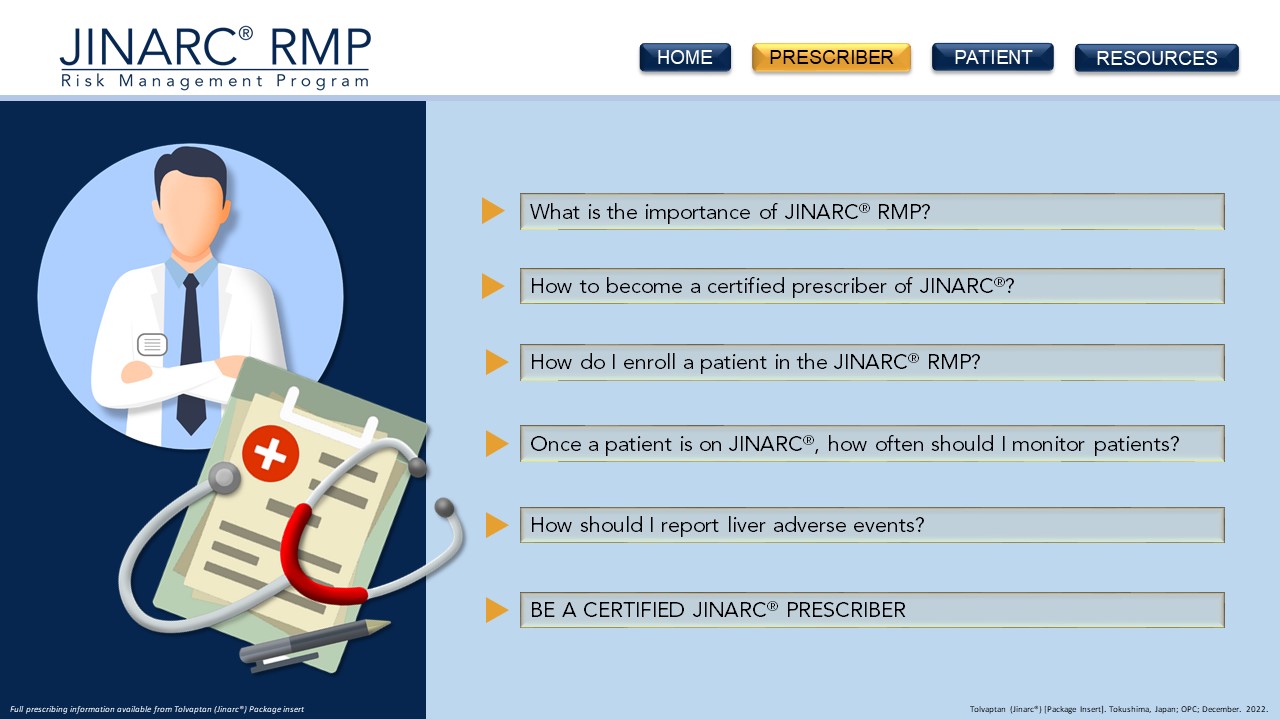 JINARC® RMP
Risk Management Program
HOME
PRESCRIBER
PATIENT
RESOURCES
What is the importance of JINARC® RMP?
How to become a certified prescriber of JINARC®?
How do I enroll a patient in the JINARC® RMP?
Once a patient is on JINARC®, how often should I monitor patients?
How should I report liver adverse events?
BE A CERTIFIED JINARC® PRESCRIBER
Full prescribing information available from Tolvaptan (Jinarc®) Package insert
Tolvaptan (Jinarc®) [Package Insert]. Tokushima, Japan; OPC; December. 2022.